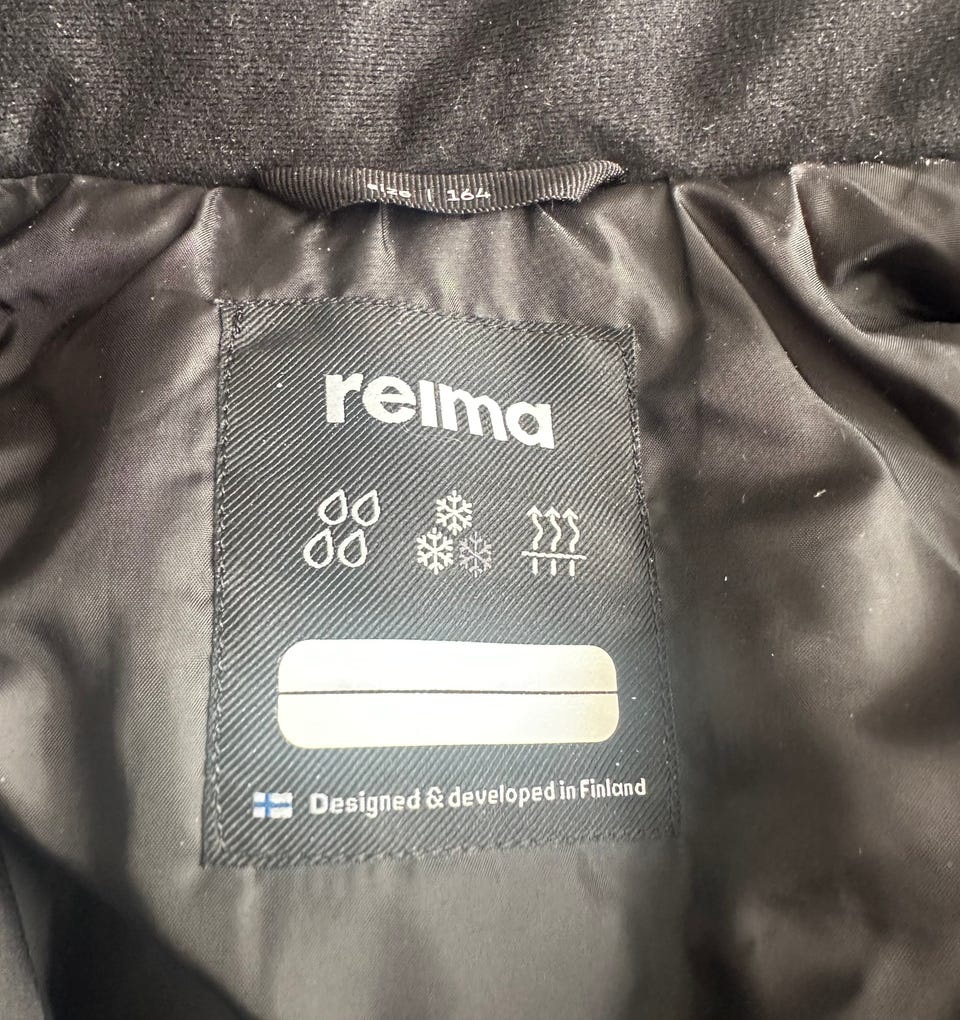 size | 164
reima
Designed & developed in Finland